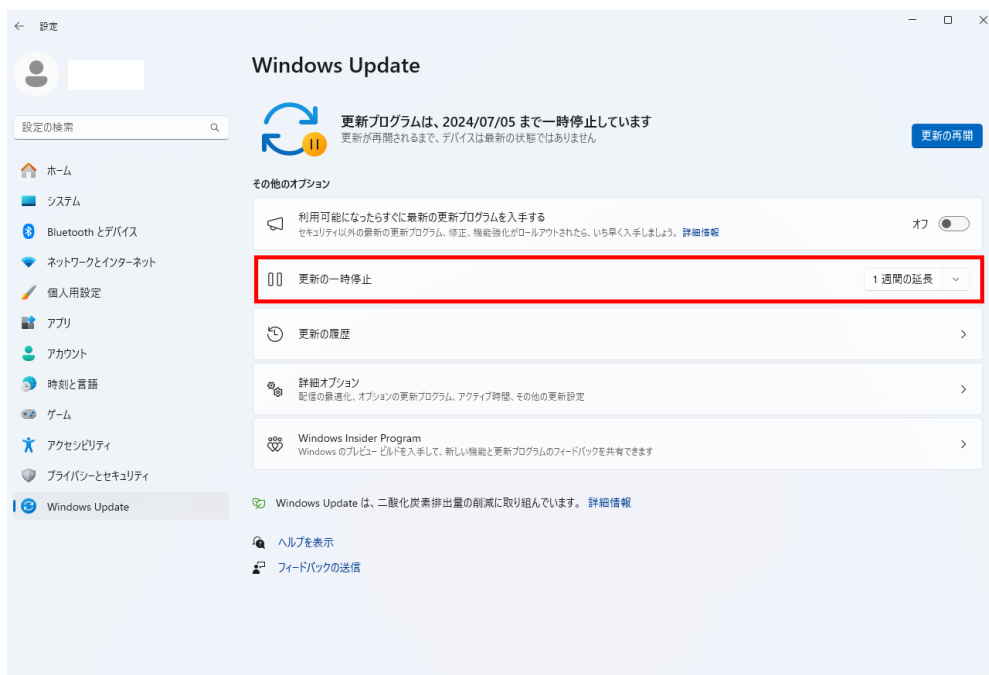 設定
Windows Update
更新プログラムは、2024/07/05 まで一時停止しています
更新が再開されるまで、デバイスは最新の状態ではありません
更新の再開
設定の検索
ホーム
システム
Bluetooth とデバイス
ネットワークとインターネット
個人用設定
アプリ
アカウント
時刻と言語
ゲーム
アクセシビリティ
プライバシーとセキュリティ
Windows Update
その他のオプション
利用可能になったらすぐに最新の更新プログラムを入手する
セキュリティ以外の最新の更新プログラム、修正、機能強化がロールアウトされたら、いち早く入手しましょう。 詳細情報
オフ
更新の一時停止
1 週間の延長
更新の履歴
詳細オプション
配信の最適化、オプションの更新プログラム、アクティブ時間、その他の更新設定
Windows Insider Program
Windows のプレビュー ビルドを入手して、新しい機能と更新プログラムのフィードバックを共有できます
Windows Update は、二酸化炭素排出量の削減に取り組んでいます。 詳細情報
ヘルプを表示
フィードバックの送信